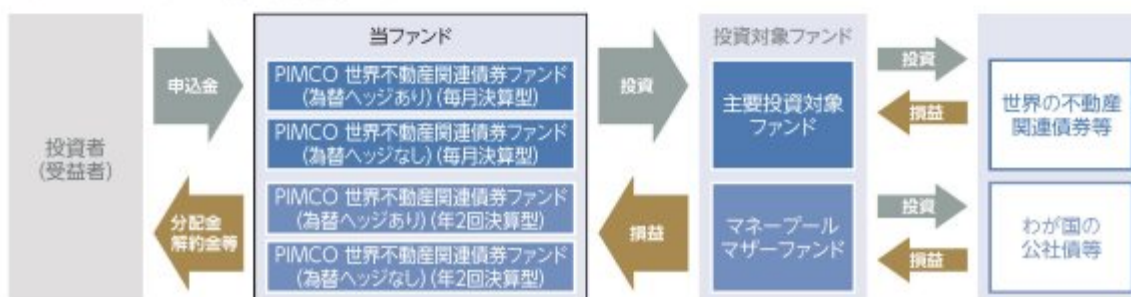 投資者
(受益者)
申込金
分配金
解約金等
当ファンド
PIMCO 世界不動産関連債券ファンド
(為替ヘッジあり)(毎月決算型)
PIMCO 世界不動産関連債券ファンド
(為替ヘッジなし)(毎月決算型)
PIMCO 世界不動産関連債券ファンド
(為替ヘッジあり)(年2回決算型)
PIMCO 世界不動産関連債券ファンド
(為替ヘッジなし)(年2回決算型)
投資
損益
投資対象ファンド
主要投資対象
ファンド
マネープール
マザーファンド
投資
損益
投資
損益
世界の不動産
関連債券等
わが国の
公社債等